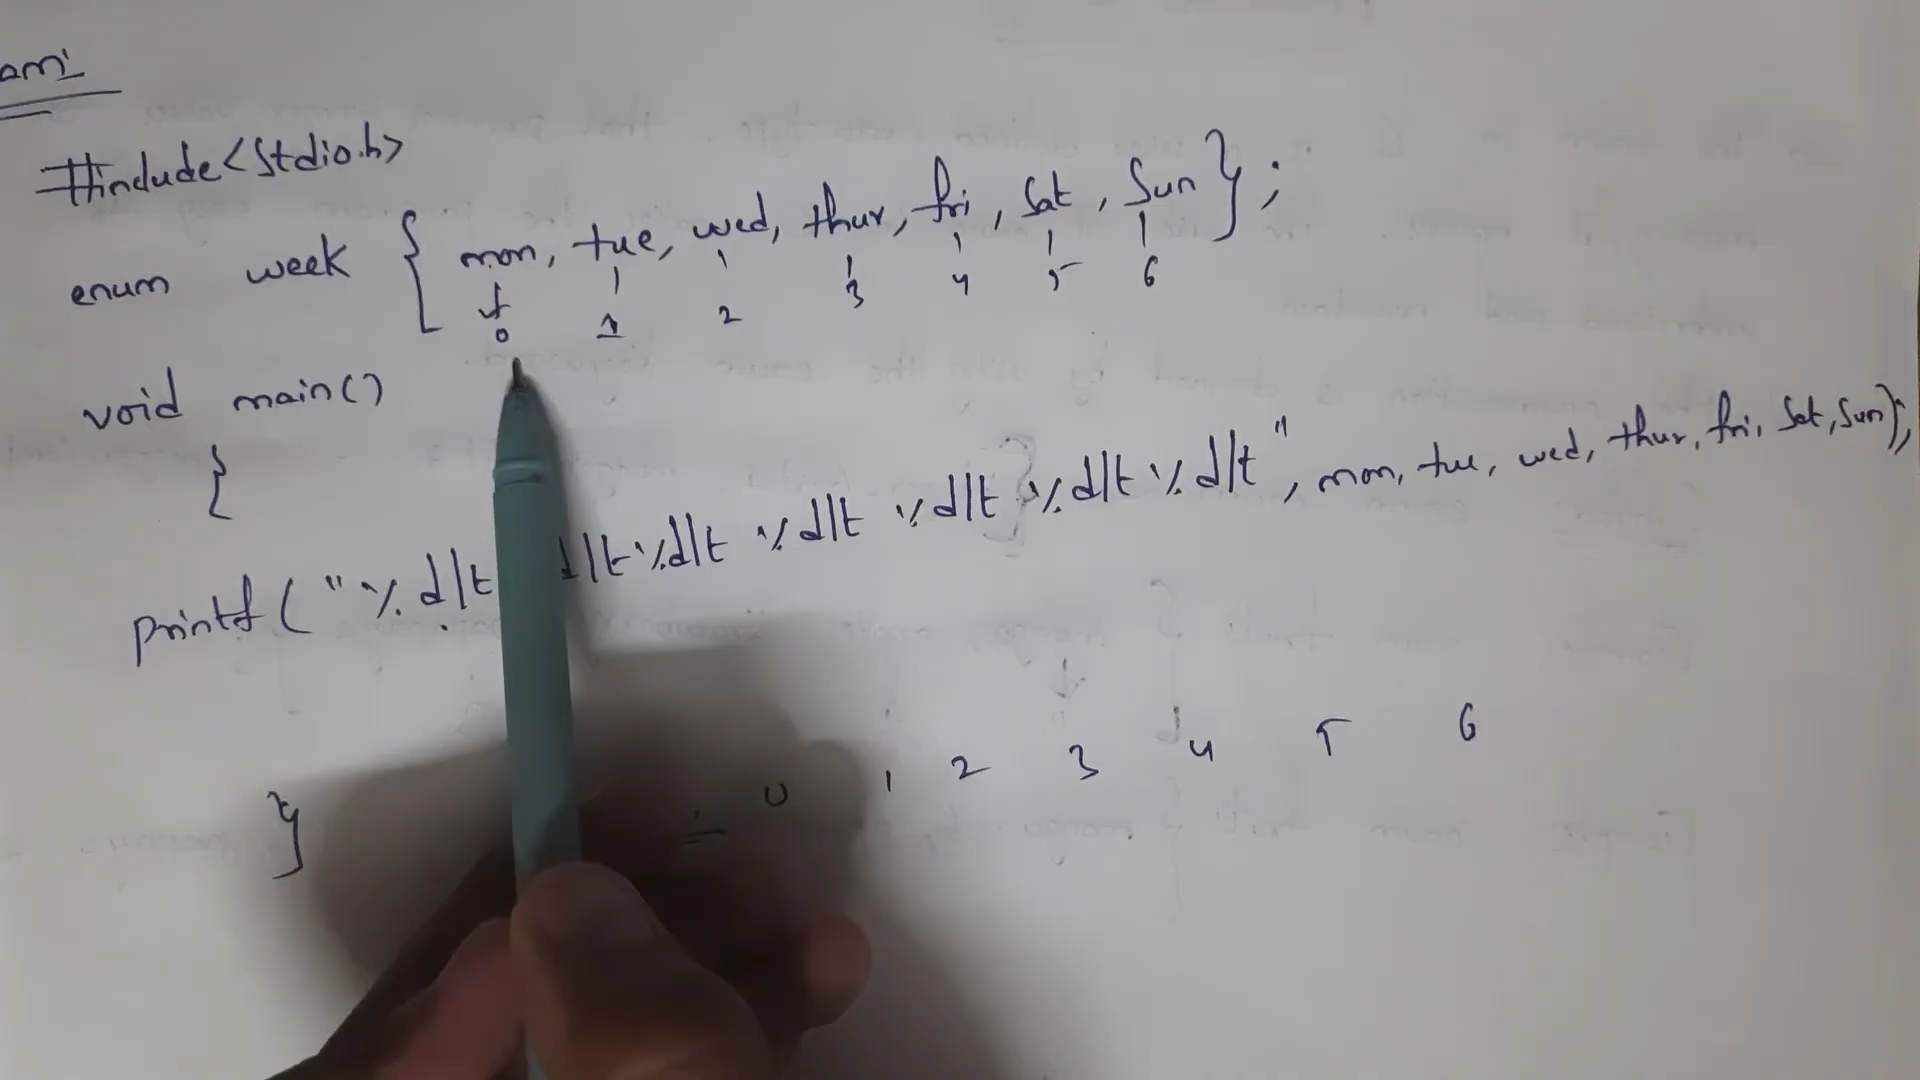 am:
#include<stdio.h>
enum week { mon, tue, wed, thur, fri, sat, sun};
0 1 2 3 4 5 6
void main()
{
printf( "%d\t d\t %d\t %d\t %d\t %d\t %d\t", mon, tue, wed, thur, fri, sat, sun);
0 1 2 3 4 5 6
}